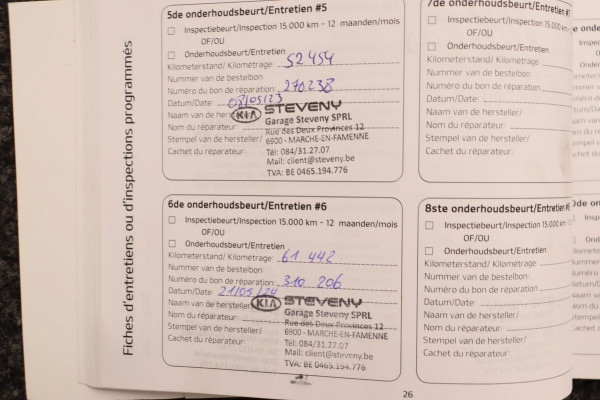 Fiches d'entretiens ou d'inspections programmés
5de onderhoudsbeurt/Entretien #5
Inspectiebeurt/Inspection 15.000 km - 12 maanden/mois
OF/OU
Onderhoudsbeurt/Entretien
Kilometerstand/ Kilométrage 52 454
Nummer van de bestelbon:
Numéro du bon de réparation: 270.238
Datum/Date: 08/05/23
Naam van de
Nom du réparateur:
Stempel van de hersteller/
Cachet du réparateur:
KIA STEVENY
Garage Steveny SPRL
Rue des Deux Provinces 12
6900 - MARCHE-EN-FAMENNE
Tél: 084/31.27.07
Mail: client@steveny.be
TVA: BE 0465.194.776
6de onderhoudsbeurt/Entretien #6
Inspectiebeurt/Inspection 15.000 km - 12 maanden/mois
OF/OU
Onderhoudsbeurt/Entretien
Kilometerstand/ Kilométrage: 61 442
Nummer van de bestelbon:
Numéro du bon de réparation: 310 206
Datum/Date: 21/05/24
Naam van de hersteller/
Nom du réparateur:
Stempel van de hersteller/
Cachet du réparateur:
KIA STEVENY
Garage Steveny SPRL
Rue des Deux Provinces 12
6900 - MARCHE-EN-FAMENNE
Tél: 084/31.27.07
Mail: client@steveny.be
TVA: BE 0465.194.776
7de onderhoudsbeurt/Entretien
Inspectiebeurt/Inspection 15.000
OF/OU
Onderhoudsbeurt/Entretien
Kilometerstand/ Kilométrage:
Nummer van de bestelbon:
Numéro du bon de réparation:
Datum/Date:
Naam van de hersteller/
Nom du réparateur:
Stempel van de hersteller/
Cachet du réparateur:
8ste onderhoudsbeurt/Entretien
Inspectiebeurt/Inspection 15.000 km
OF/OU
Onderhoudsbeurt/Entretien
Kilometerstand/ Kilométrage:
Nummer van de bestelbon:
Numéro du bon de réparation:
Datum/Date:
Naam van de hersteller/
Nom du réparateur:
Stempel van de hersteller/
Cachet du réparateur:
26